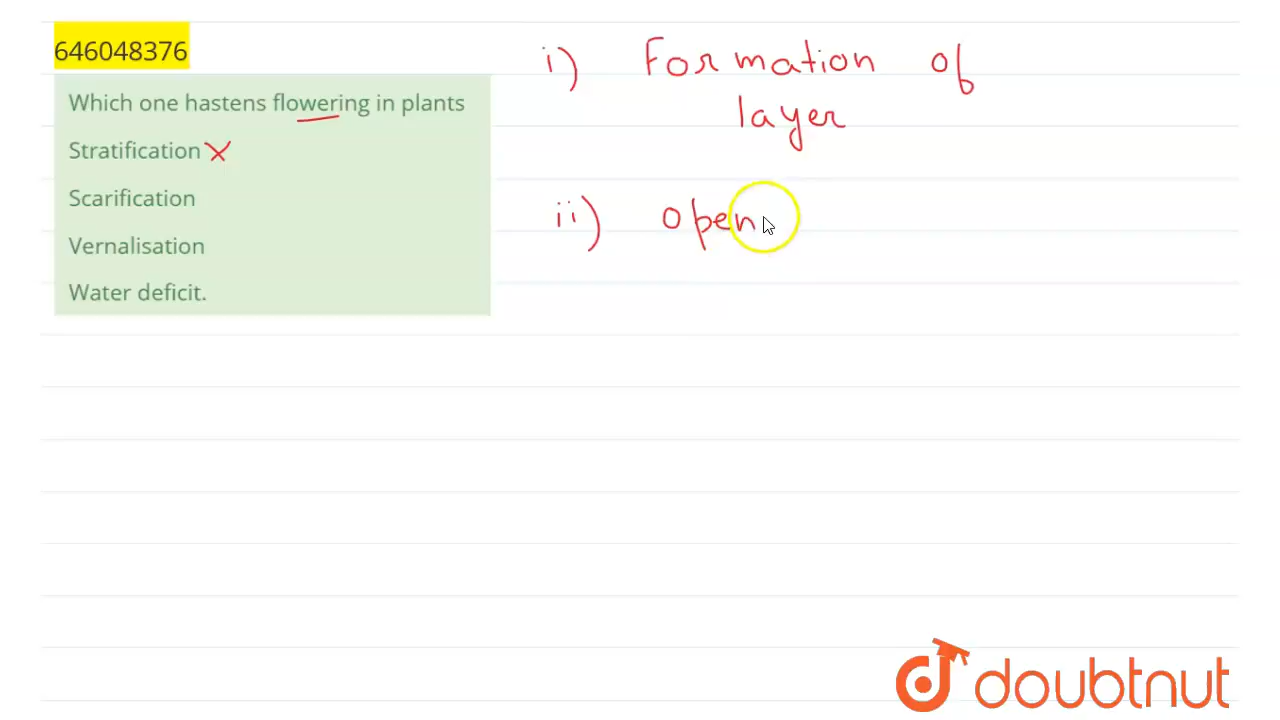 646048376
Which one hastens flowering in plants
Stratification
Scarification
Vernalisation
Water deficit.
i) Formation of
layer
ii) open
doubtnut